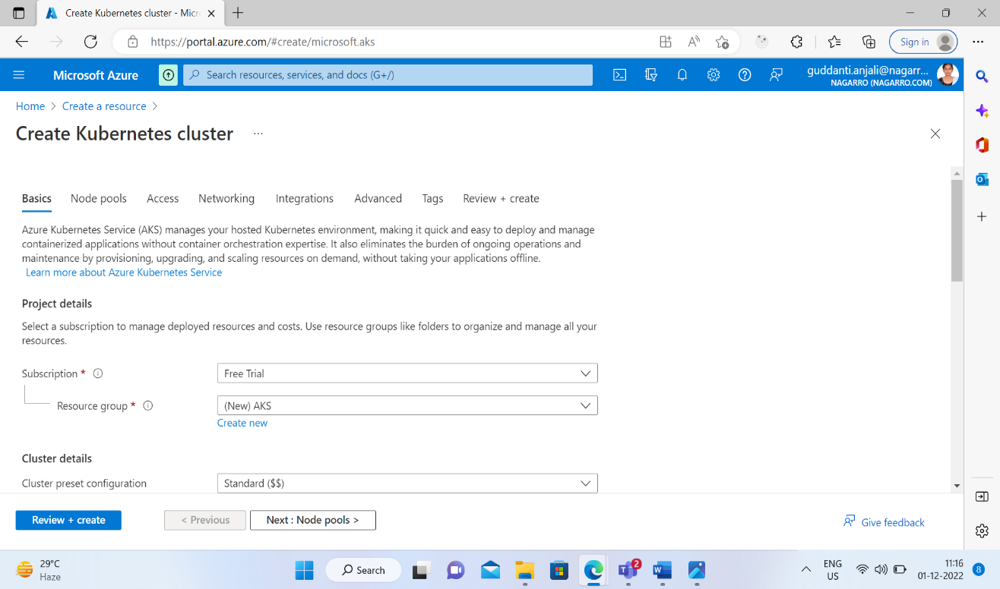 Create Kubernetes cluster - Micr
https://portal.azure.com/#create/microsoft.aks
Sign in
Microsoft Azure
Search resources, services, and docs (G+/)
guddanti.anjali@nagarr...
NAGARRO (NAGARRO.COM)
Home > Create a resource >
Create Kubernetes cluster ...
Basics Node pools Access Networking Integrations Advanced Tags Review + create
Azure Kubernetes Service (AKS) manages your hosted Kubernetes environment, making it quick and easy to deploy and manage
containerized applications without container orchestration expertise. It also eliminates the burden of ongoing operations and
maintenance by provisioning, upgrading, and scaling resources on demand, without taking your applications offline.
Learn more about Azure Kubernetes Service
Project details
Select a subscription to manage deployed resources and costs. Use resource groups like folders to organize and manage all your
resources.
Subscription *
Free Trial
Resource group *
(New) AKS
Create new
Cluster details
Cluster preset configuration
Standard ($$)
Review + create
< Previous
Next : Node pools >
Give feedback
29°C
Haze
Search
2
ENG
US
11:16
01-12-2022
8